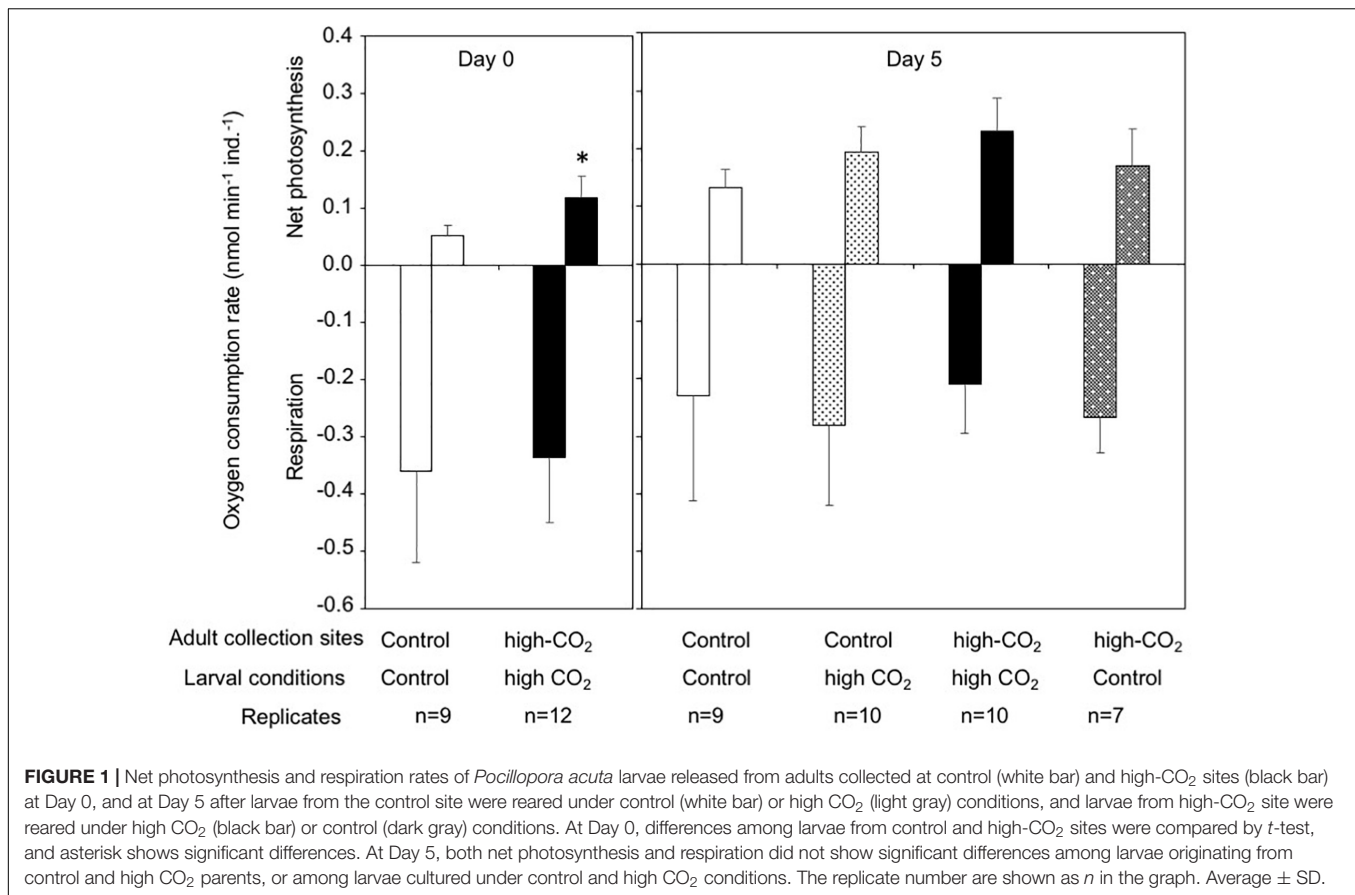 Day 0
Day 5
*
Oxygen consumption rate (nmol min⁻¹ ind.⁻¹)
Net photosynthesis
Respiration
0.4
0.3
0.2
0.1
0.0
-0.1
-0.2
-0.3
-0.4
-0.5
-0.6
Adult collection sites Control high-CO₂ Control Control high-CO₂ high-CO₂
Larval conditions Control high CO₂ Control high CO₂ high CO₂ Control
Replicates n=9 n=12 n=9 n=10 n=10 n=7
FIGURE 1 | Net photosynthesis and respiration rates of Pocillopora acuta larvae released from adults collected at control (white bar) and high-CO₂ sites (black bar)
at Day 0, and at Day 5 after larvae from the control site were reared under control (white bar) or high CO₂ (light gray) conditions, and larvae from high-CO₂ site were
reared under high CO₂ (black bar) or control (dark gray) conditions. At Day 0, differences among larvae from control and high-CO₂ sites were compared by t-test,
and asterisk shows significant differences. At Day 5, both net photosynthesis and respiration did not show significant differences among larvae originating from
control and high CO₂ parents, or among larvae cultured under control and high CO₂ conditions. The replicate number are shown as n in the graph. Average ± SD.